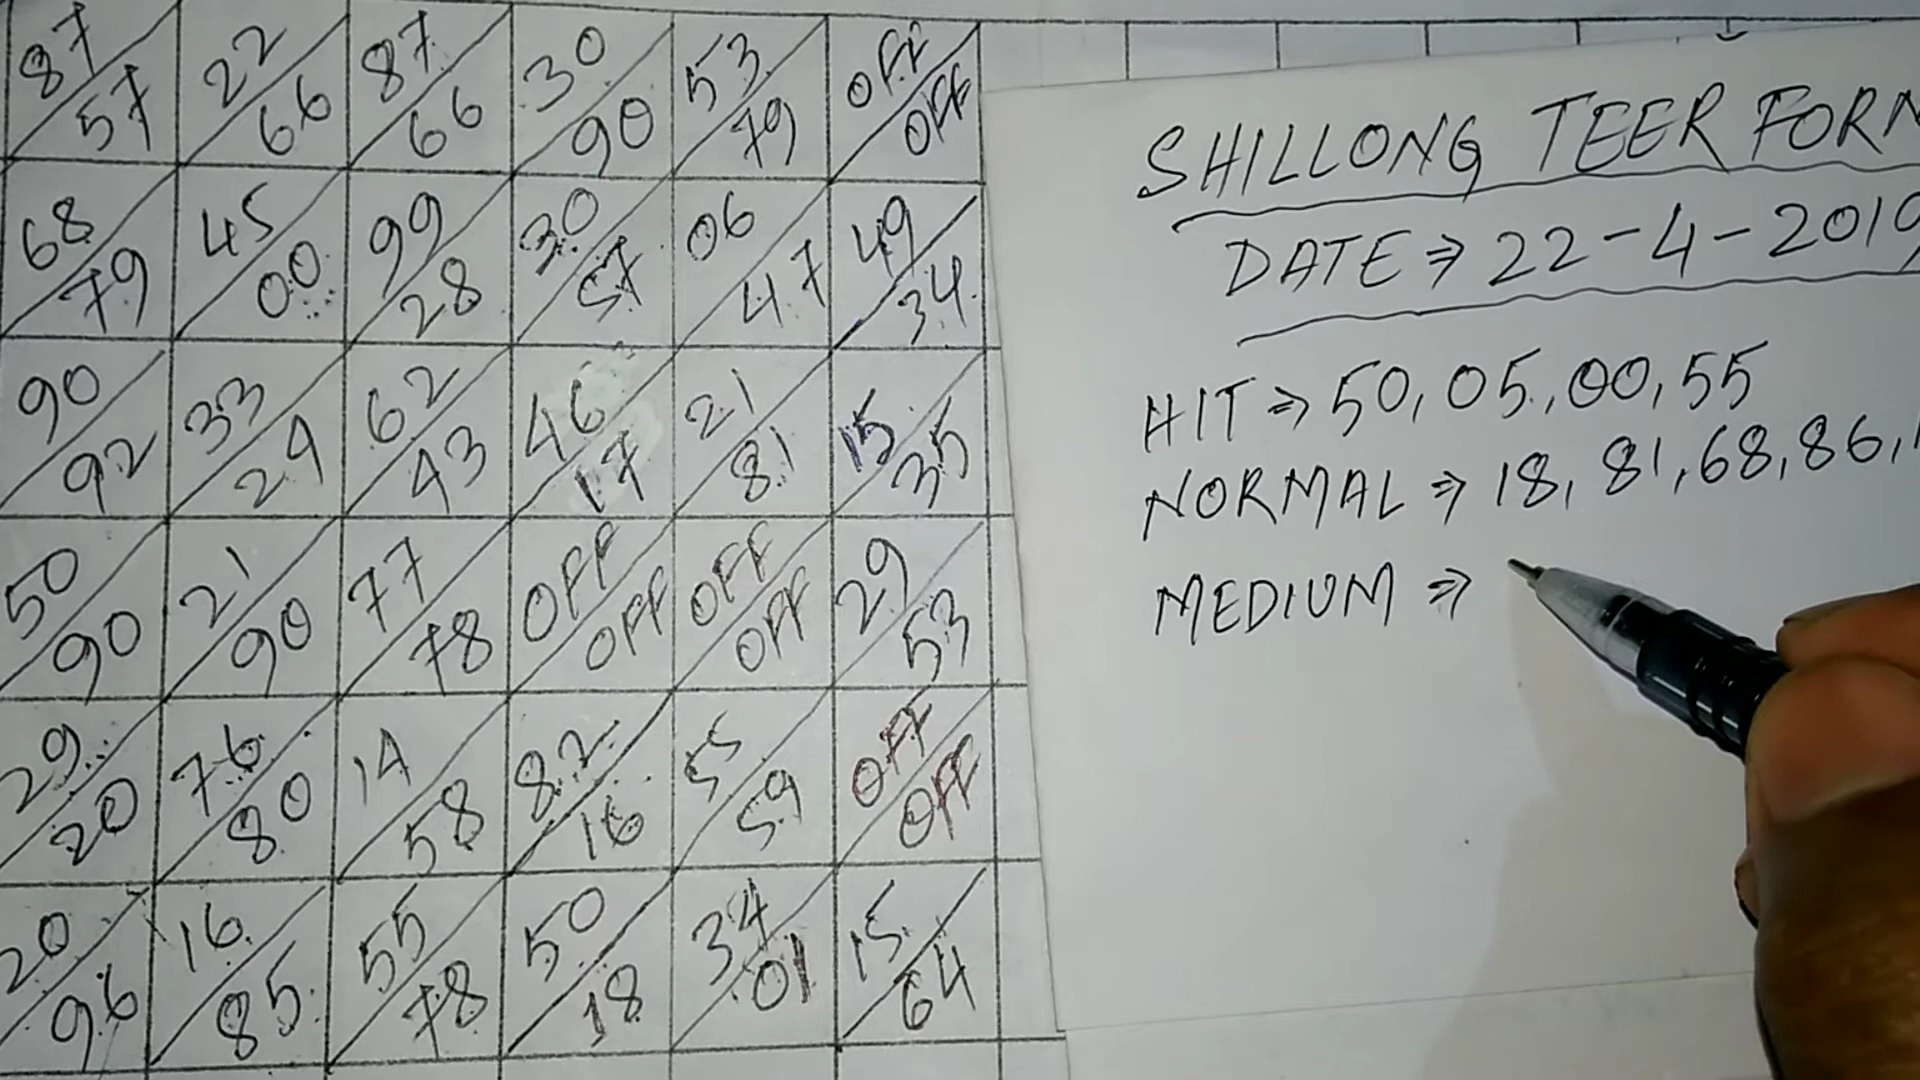 87 22 87 30 53 OFF
57 66 66 90 79 OFF
68 45 99 30 06 49
79 00 28 57 47 34
90 33 62 46 21 15
92 29 43 17 81 35
50 21 77 OFF OFF 29
90 90 78 OFF OFF 53
29 76 14 82 55 OFF
20 80 58 16 59 OFF
20 16 55 50 34 15
96 85 78 18 01 64
SHILLONG TEER
DATE ⇒ 22-4-2019
HIT ⇒ 50, 05, 00, 55
NORMAL ⇒ 18, 81, 68, 86,
MEDIUM ⇒